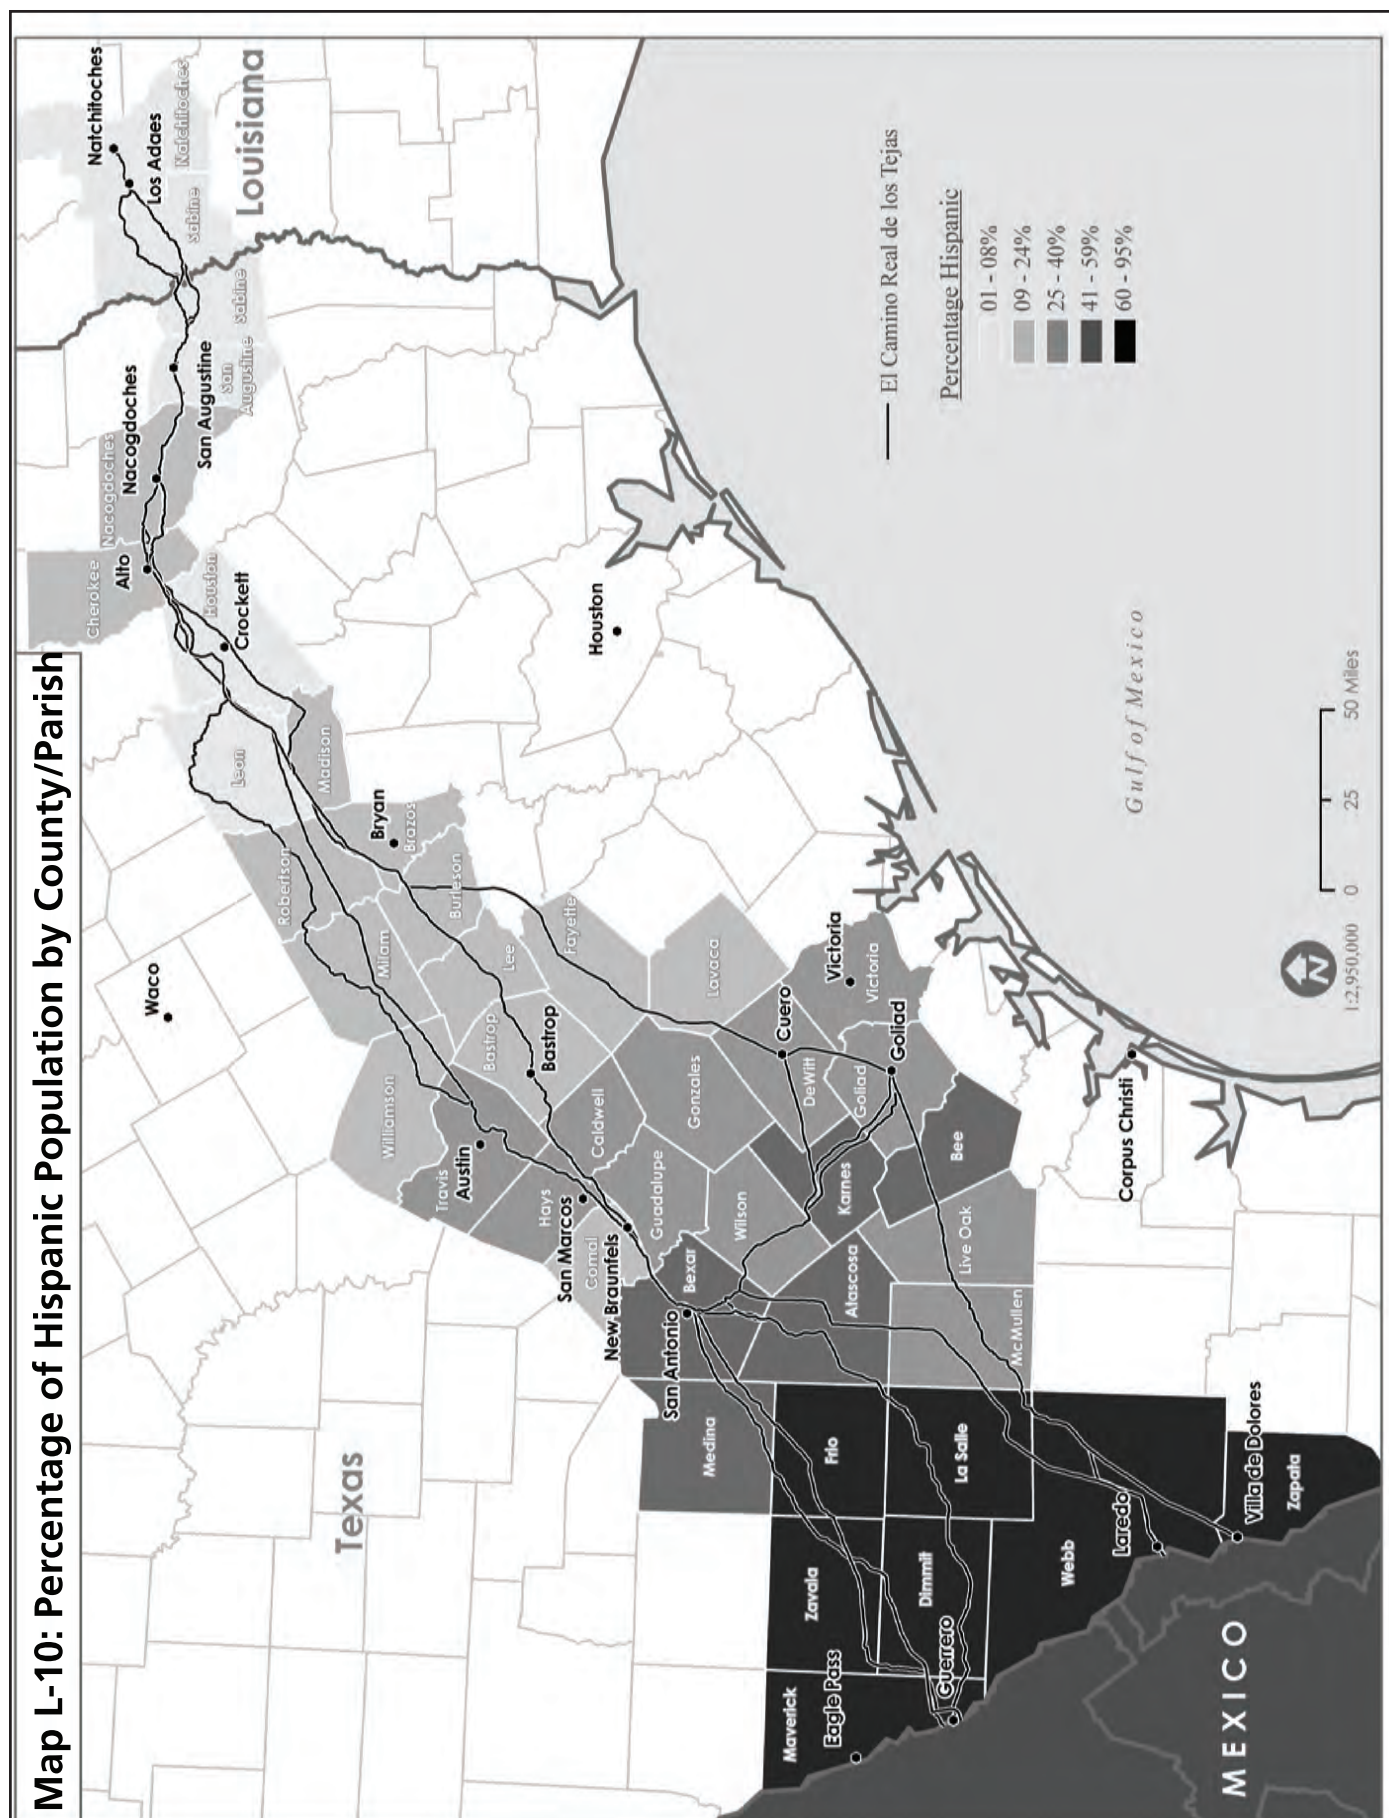 Map L-10: Percentage of Hispanic Population by County/Parish
Natchitoches
Los Adaes
Natchitoches
Sabine
Louisiana
Sabine
San Augustine
San
Augustine
Nacogdoches
Nacogdoches
Cherokee
Alto
Houston
Crockett
Houston
Leon
Madison
Waco
Robertson
Bryan
Brazos
Burleson
Milam
Lee
Fayette
Lavaca
Williamson
Bastrop
Bastrop
Travis
Austin
Caldwell
Gonzales
Cuero
DeWitt
Victoria
Victoria
Goliad
Goliad
Hays
San Marcos
Comal
New Braunfels
Guadalupe
Wilson
Karnes
Bee
Bexar
San Antonio
Atascosa
Live Oak
McMullen
Corpus Christi
Texas
Medina
Frio
La Salle
Zavala
Dimmit
Webb
Laredo
Villa de Dolores
Zapata
Maverick
Eagle Pass
Guerrero
MEXICO
Gulf of Mexico
El Camino Real de los Tejas
Percentage Hispanic
01 - 08%
09 - 24%
25 - 40%
41 - 59%
60 - 95%
N
1:2,950,000
0 25 50 Miles